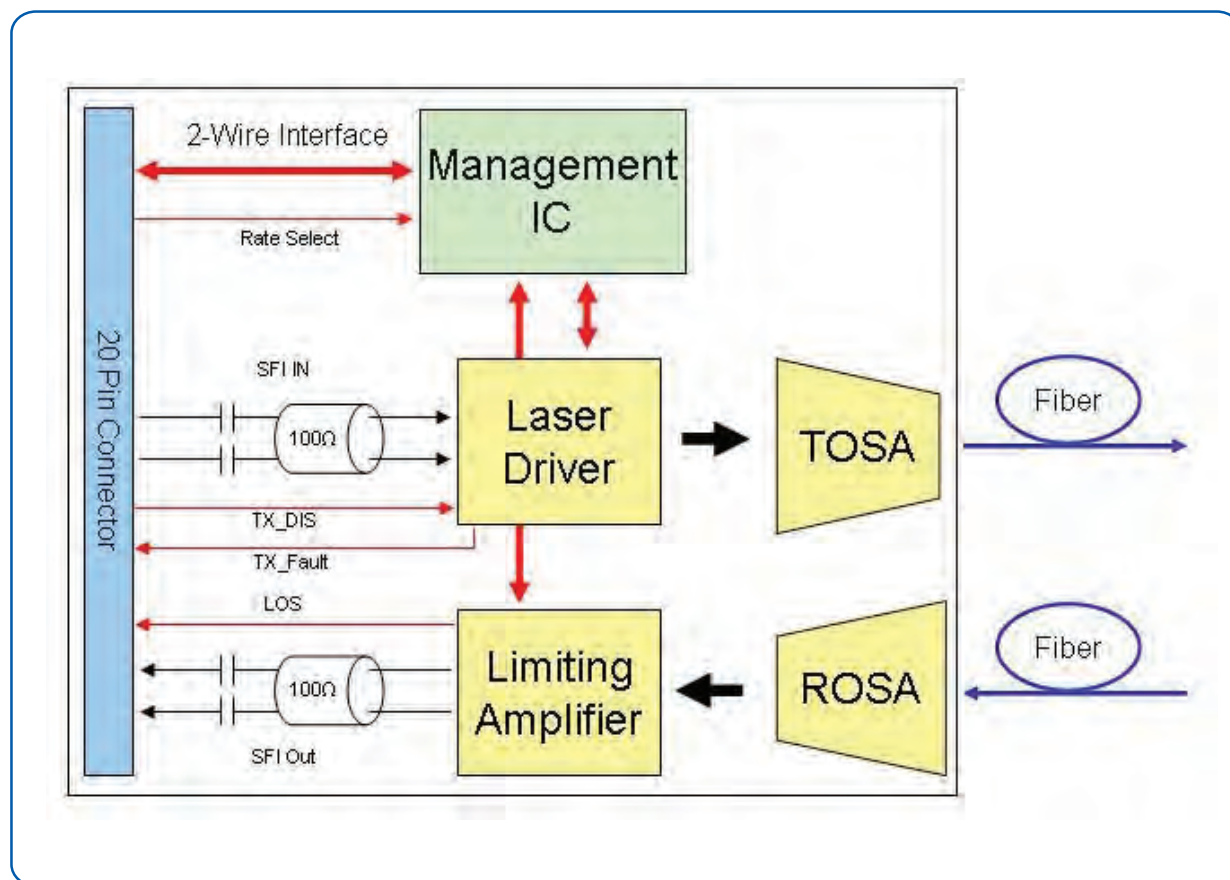 2-Wire Interface
Management
IC
Rate Select
20 Pin Connector
SFI IN
100Ω
Laser
Driver
TOSA
Fiber
TX_DIS
TX_Fault
LOS
100Ω
Limiting
Amplifier
ROSA
Fiber
SFI Out